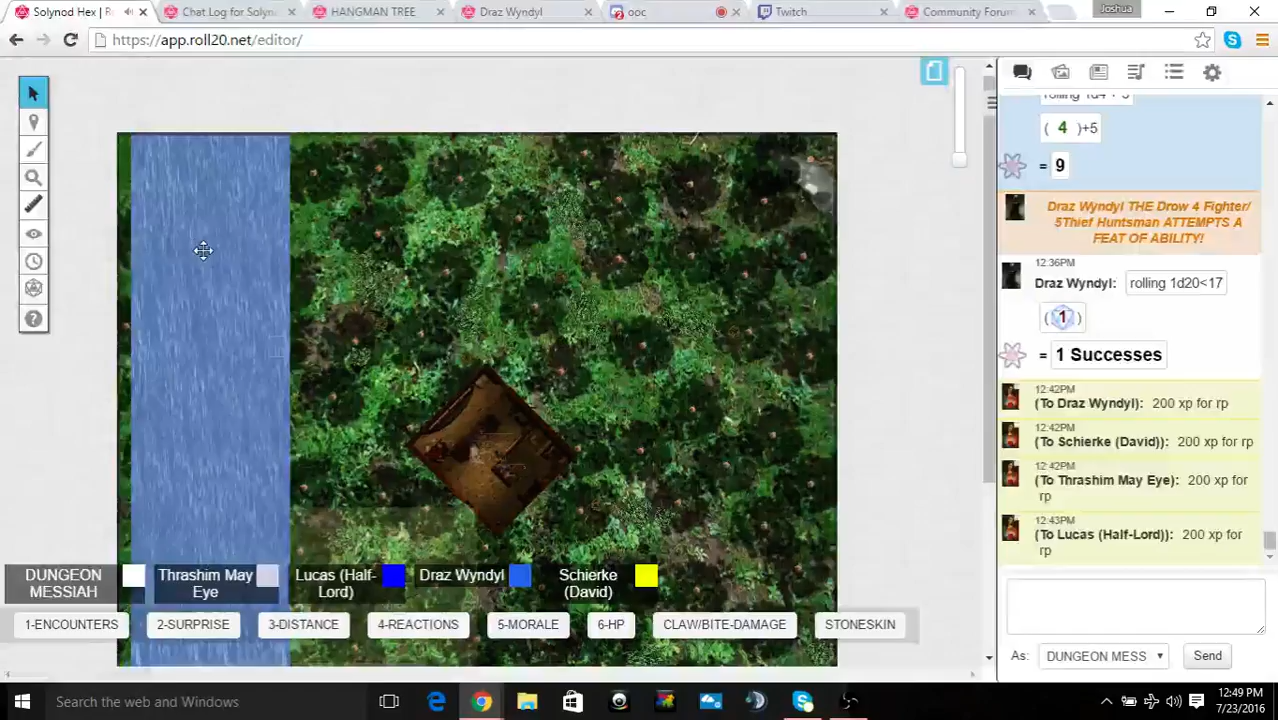 Solynod Hex | R
Chat Log for Solyn
HANGMAN TREE
Draz Wyndyl
ooc
Twitch
Community Forum
Joshua
https://app.roll20.net/editor/
( 4 )+5
= 9
Draz Wyndyl THE Drow 4 Fighter/
5Thief Huntsman ATTEMPTS A
FEAT OF ABILITY!
12:36PM
Draz Wyndyl: rolling 1d20<17
( 1 )
= 1 Successes
12:42PM
(To Draz Wyndyl): 200 xp for rp
12:42PM
(To Schierke (David)): 200 xp for rp
12:42PM
(To Thrashim May Eye): 200 xp for
rp
12:43PM
(To Lucas (Half-Lord)): 200 xp for
rp
DUNGEON
MESSIAH
Thrashim May
Eye
Lucas (Half-
Lord)
Draz Wyndyl
Schierke
(David)
1-ENCOUNTERS
2-SURPRISE
3-DISTANCE
4-REACTIONS
5-MORALE
6-HP
CLAW/BITE-DAMAGE
STONESKIN
As: DUNGEON MESS
Send
Search the web and Windows
12:49 PM
7/23/2016